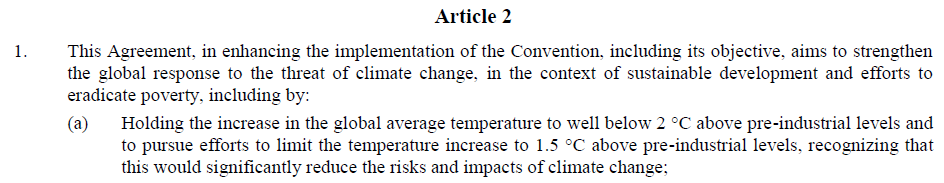 Article 2
1. This Agreement, in enhancing the implementation of the Convention, including its objective, aims to strengthen
the global response to the threat of climate change, in the context of sustainable development and efforts to
eradicate poverty, including by:
(a) Holding the increase in the global average temperature to well below 2 °C above pre-industrial levels and
to pursue efforts to limit the temperature increase to 1.5 °C above pre-industrial levels, recognizing that
this would significantly reduce the risks and impacts of climate change;